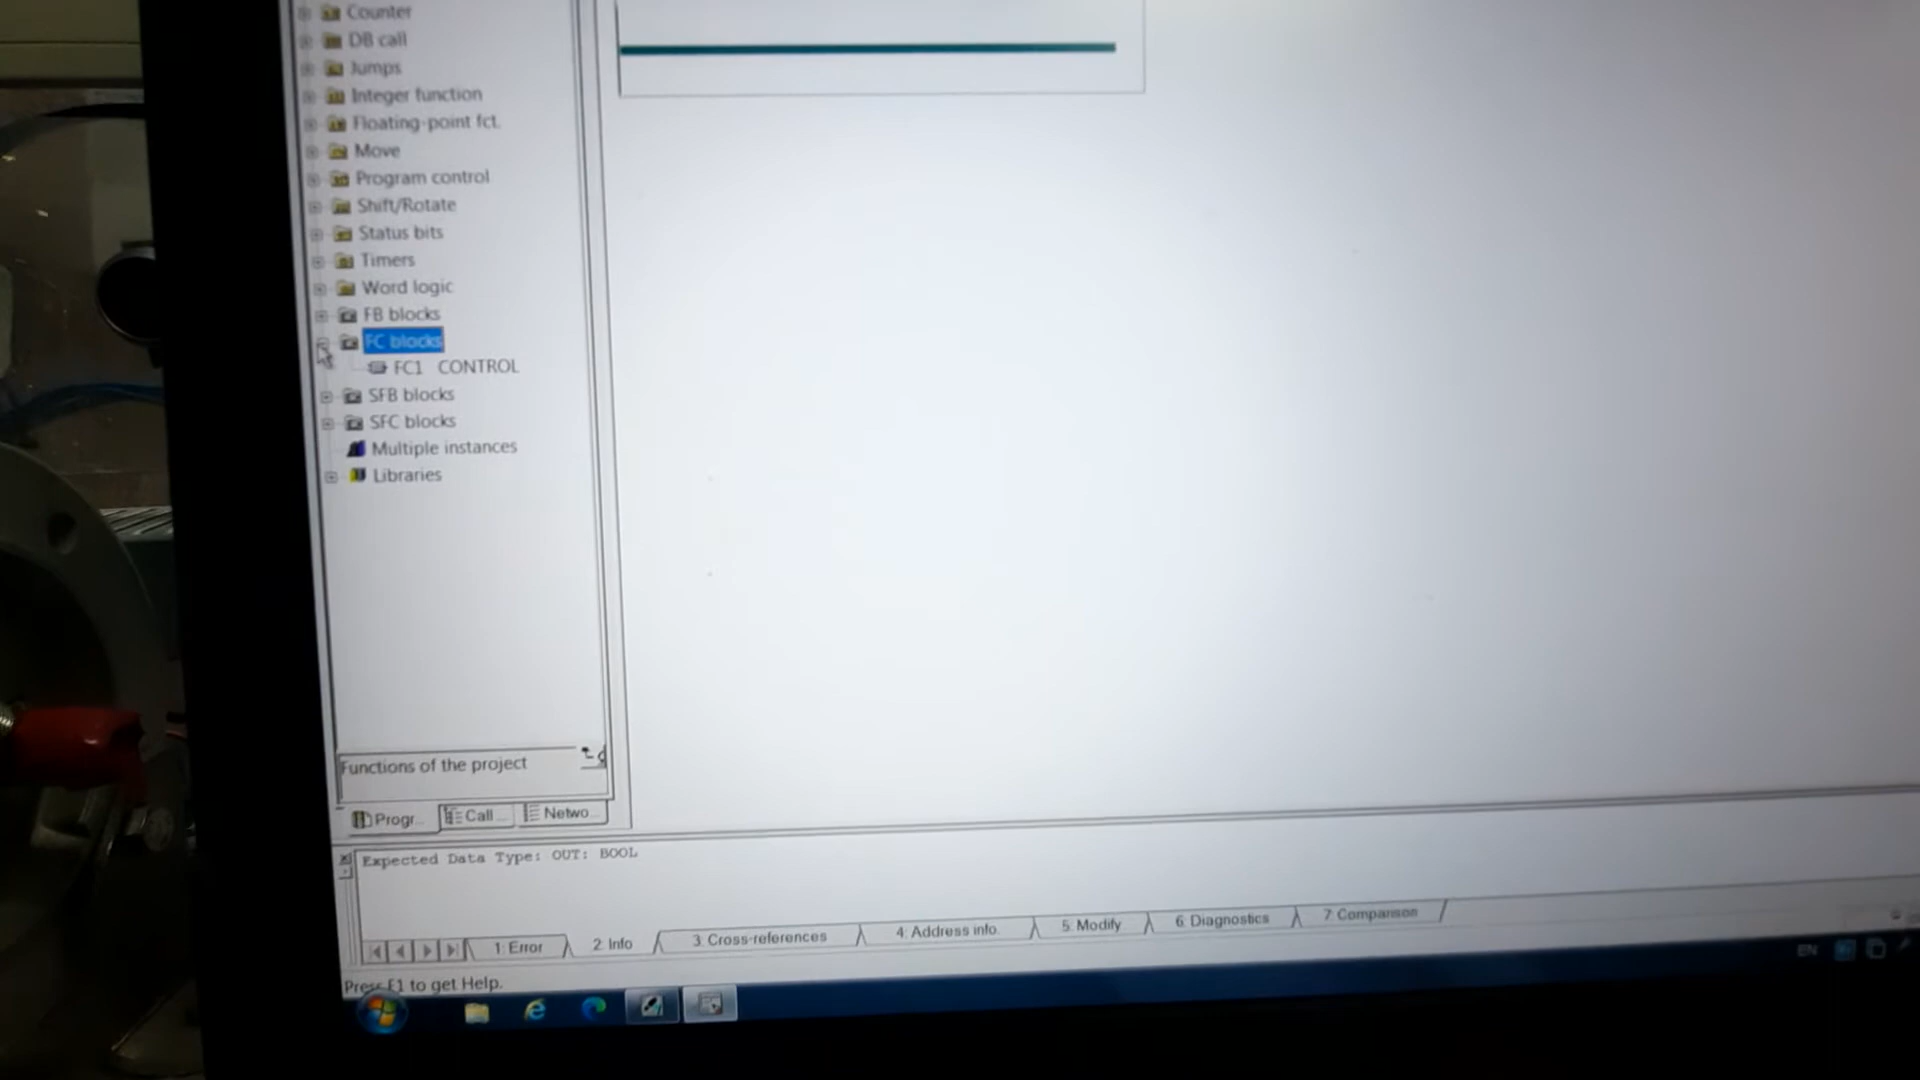 Counter
DB call
Jumps
Integer function
Floating-point fct.
Move
Program control
Shift/Rotate
Status bits
Timers
Word logic
FB blocks
FC blocks
FC1 CONTROL
SFB blocks
SFC blocks
Multiple instances
Libraries
Functions of the project
Progr... Call ... Netwo...
Expected Data Type: OUT: BOOL
1: Error 2: Info 3: Cross-references 4: Address info. 5: Modify 6: Diagnostics 7: Comparison
Press F1 to get Help.
EN